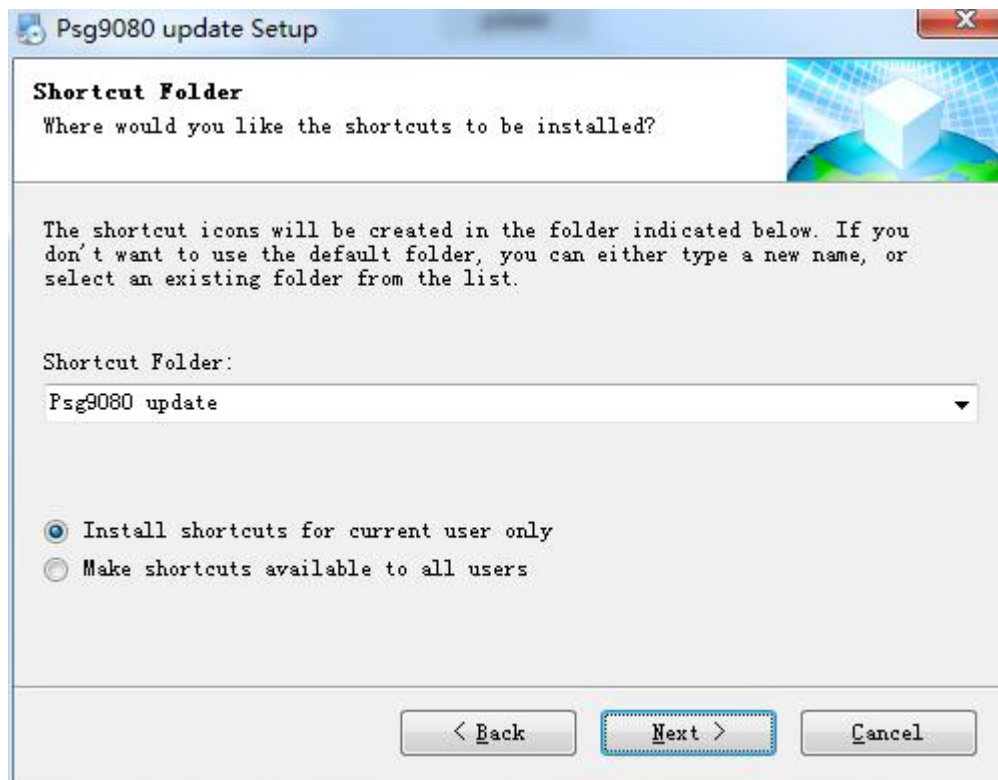 Psg9080 update Setup
Shortcut Folder
Where would you like the shortcuts to be installed?
The shortcut icons will be created in the folder indicated below. If you
don't want to use the default folder, you can either type a new name, or
select an existing folder from the list.
Shortcut Folder:
Psg9080 update
Install shortcuts for current user only
Make shortcuts available to all users
< Back
Next >
Cancel